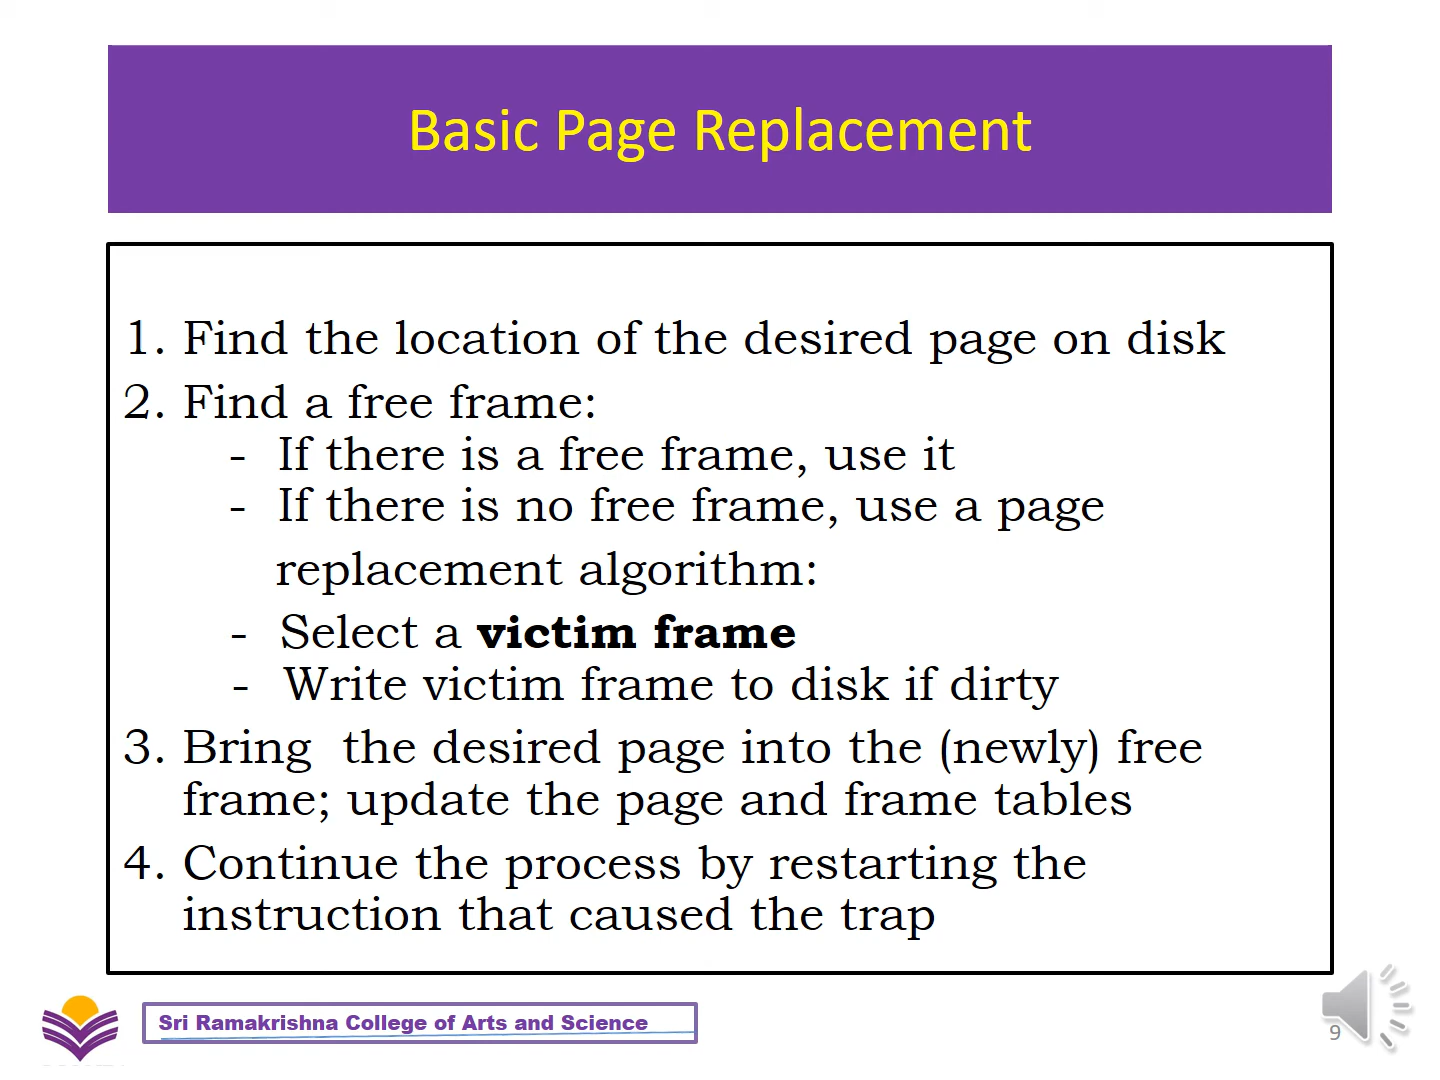 Basic Page Replacement
1. Find the location of the desired page on disk
2. Find a free frame:
- If there is a free frame, use it
- If there is no free frame, use a page
replacement algorithm:
- Select a victim frame
- Write victim frame to disk if dirty
3. Bring the desired page into the (newly) free
frame; update the page and frame tables
4. Continue the process by restarting the
instruction that caused the trap
Sri Ramakrishna College of Arts and Science
9